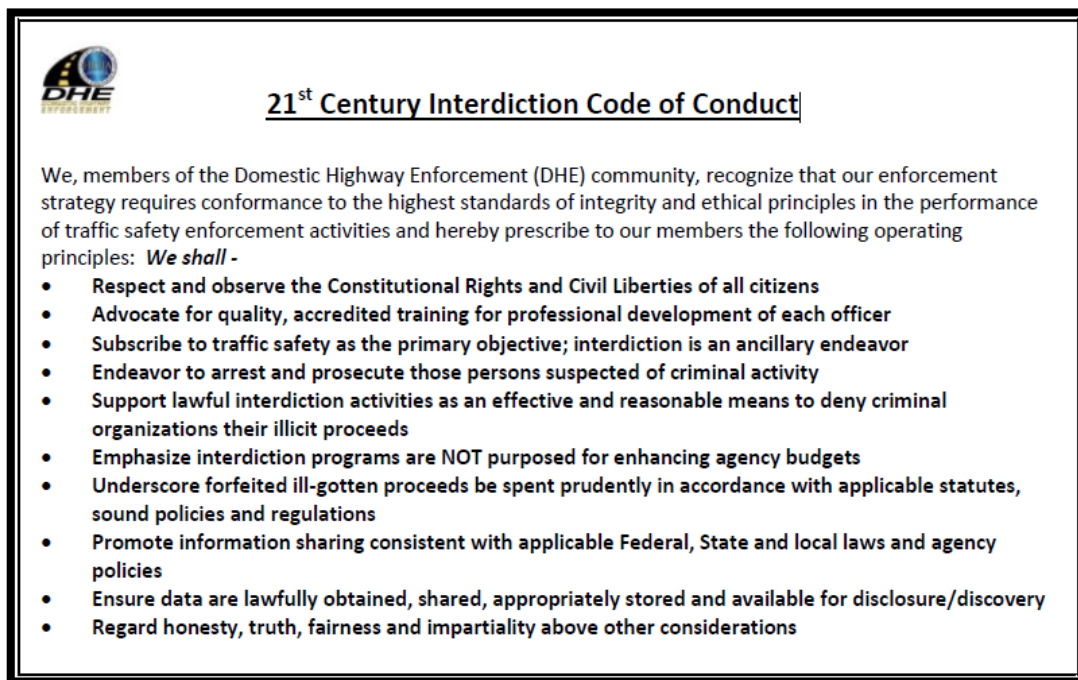 DHE
21st Century Interdiction Code of Conduct
We, members of the Domestic Highway Enforcement (DHE) community, recognize that our enforcement
strategy requires conformance to the highest standards of integrity and ethical principles in the performance
of traffic safety enforcement activities and hereby prescribe to our members the following operating
principles: We shall -
• Respect and observe the Constitutional Rights and Civil Liberties of all citizens
• Advocate for quality, accredited training for professional development of each officer
• Subscribe to traffic safety as the primary objective; interdiction is an ancillary endeavor
• Endeavor to arrest and prosecute those persons suspected of criminal activity
• Support lawful interdiction activities as an effective and reasonable means to deny criminal
organizations their illicit proceeds
• Emphasize interdiction programs are NOT purposed for enhancing agency budgets
• Underscore forfeited ill-gotten proceeds be spent prudently in accordance with applicable statutes,
sound policies and regulations
• Promote information sharing consistent with applicable Federal, State and local laws and agency
policies
• Ensure data are lawfully obtained, shared, appropriately stored and available for disclosure/discovery
• Regard honesty, truth, fairness and impartiality above other considerations